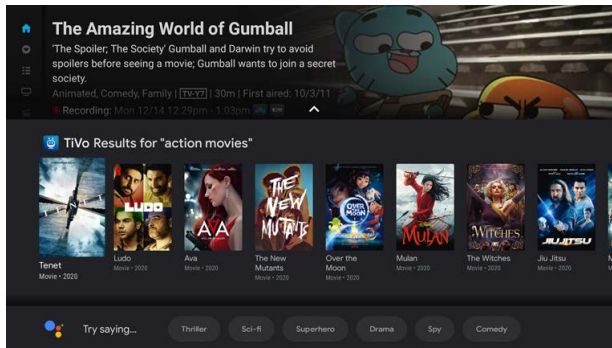 The Amazing World of Gumball
'The Spoiler; The Society' Gumball and Darwin try to avoid
spoilers before seeing a movie; Gumball wants to join a secret
society.
Animated, Comedy, Family | TV-Y7 | 30m | First aired: 10/3/11
Recording: Mon 12/14 12:29pm - 1:03pm
TiVo Results for "action movies"
TENET
LUDO
AVA
THE NEW MUTANTS
OVER THE MOON
Disney
MULAN
WITCHES
JIU JITSU
Tenet
Movie • 2020
Ludo
Movie • 2020
Ava
Movie • 2020
The New
Mutants
Movie • 2020
Over the
Moon
Movie • 2020
Mulan
Movie • 2020
The Witches
Movie • 2020
Jiu Jitsu
Movie • 2020
Try saying...
Thriller
Sci-fi
Superhero
Drama
Spy
Comedy